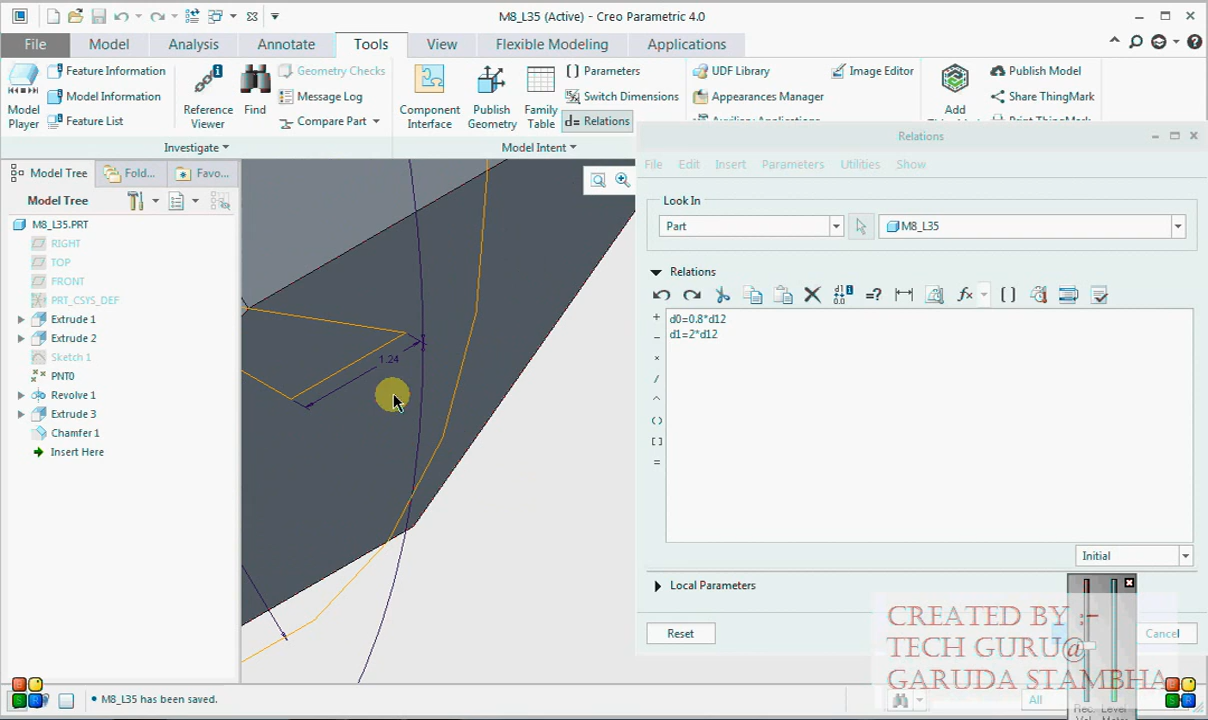 M8_L35 (Active) - Creo Parametric 4.0
File Model Analysis Annotate Tools View Flexible Modeling Applications
Model Player
Feature Information
Model Information
Feature List
Reference Viewer
Find
Geometry Checks
Message Log
Compare Part
Investigate
Component Interface
Publish Geometry
Family Table
[ ] Parameters
Switch Dimensions
d= Relations
Model Intent
UDF Library
Appearances Manager
Image Editor
Add
Publish Model
Share ThingMark
Print ThingMark
Model Tree
Fold...
Favo...
Model Tree
M8_L35.PRT
RIGHT
TOP
FRONT
PRT_CSYS_DEF
Extrude 1
Extrude 2
Sketch 1
PNT0
Revolve 1
Extrude 3
Chamfer 1
Insert Here
1.24
Relations
File Edit Insert Parameters Utilities Show
Look In
Part
M8_L35
Relations
d0=0.8*d12
d1=2*d12
Initial
Local Parameters
Reset
Cancel
CREATED BY :-
TECH GURU@
GARUDA STAMBHA
• M8_L35 has been saved.
All